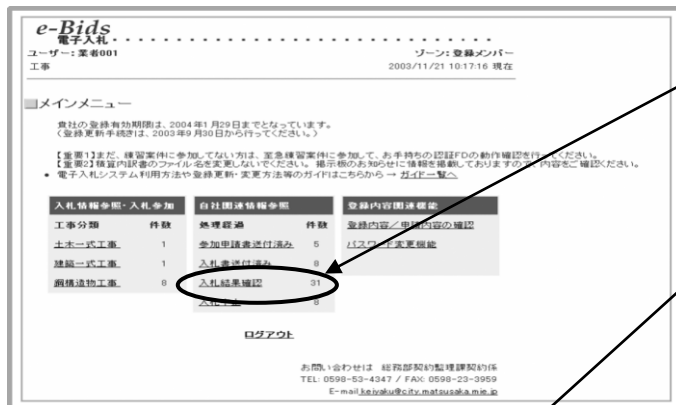 e-Bids
電子入札
ユーザー：業者001
ゾーン：登録メンバー
工事
2003/11/21 10:17:16 現在
メインメニュー
貴社の登録有効期限は、2004年1月29日までとなっています。
（登録更新手続きは、2003年9月30日から行ってください。）
【重要1】まだ、練習案件に参加してない方は、至急練習案件に参加して、お手持ちの認証FDの動作確認を行ってください。
【重要2】積算内訳書のファイル名を変更しないでください。 掲示板のお知らせに情報を掲載しておりますので、内容をご確認ください。
• 電子入札システム利用方法や登録更新・変更方法等のガイドはこちらから → ガイド一覧へ
入札情報参照・入札参加 自社関連情報参照 登録内容関連機能
工事分類 件数 処理経過 件数 登録内容／申請内容の確認
土木一式工事 1 参加申請書送付済み 5 パスワード変更機能
建築一式工事 1 入札書送付済み 8
鋼構造物工事 8 入札結果確認 31
入札中止 8
ログアウト
お問い合わせは 総務部契約監理課契約係
TEL: 0598-53-4347 / FAX: 0598-23-3959
E-mail keiyaku@city.matsusaka.mie.jp